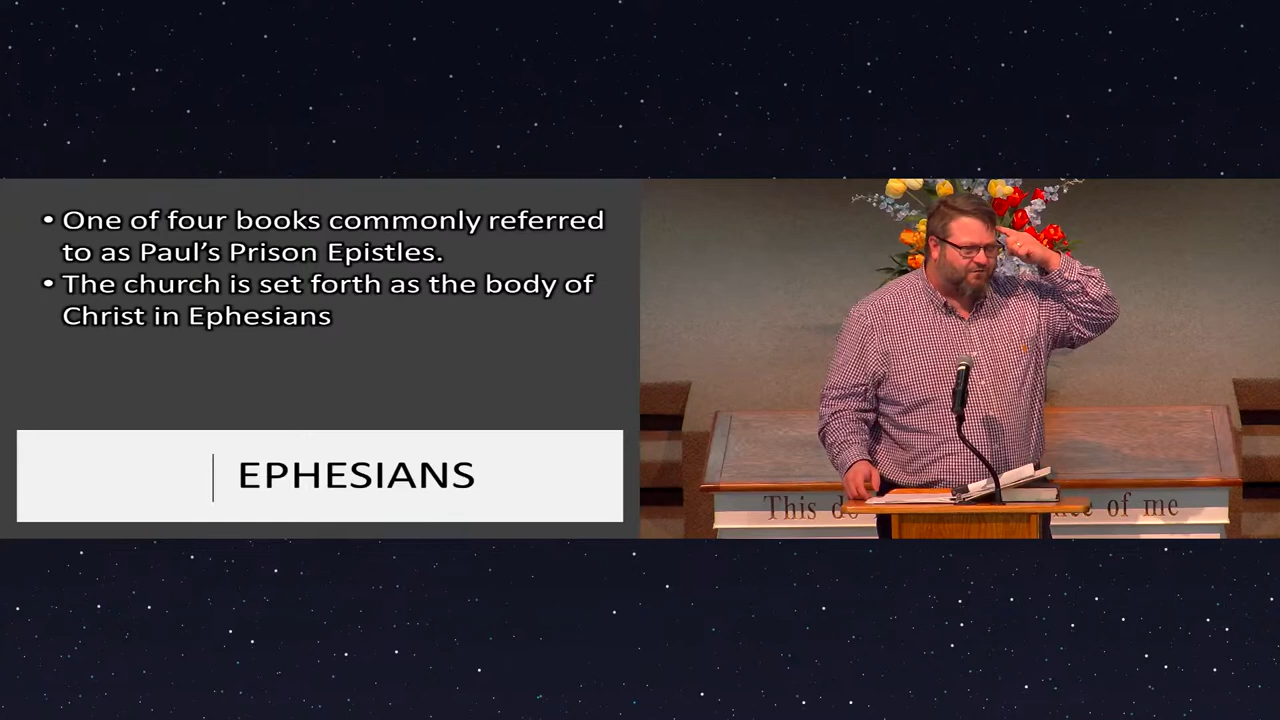 • One of four books commonly referred
to as Paul’s Prison Epistles.
• The church is set forth as the body of
Christ in Ephesians
EPHESIANS
This of me